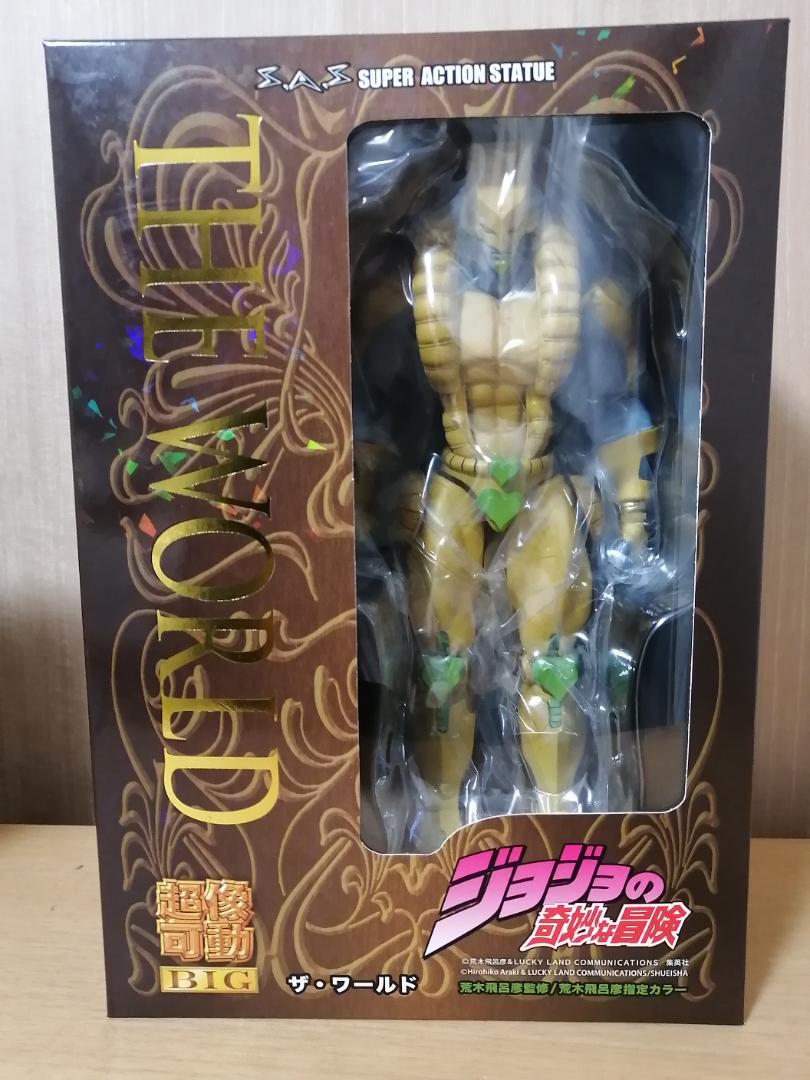 S.A.S SUPER ACTION STATUE
THE WORLD
超像
可動
BIG
ザ・ワールド
ジョジョの
奇妙な冒険
©荒木飛呂彦&LUCKY LAND COMMUNICATIONS/集英社
©Hirohiko Araki & LUCKY LAND COMMUNICATIONS/SHUEISHA
荒木飛呂彦監修/荒木飛呂彦指定カラー